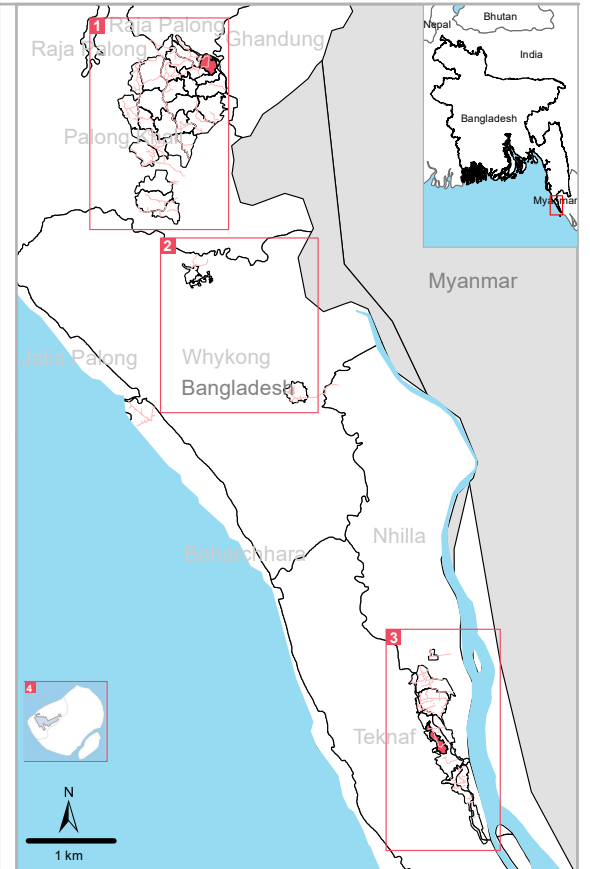 1
Raja Palong
Raja Palong
Ghandung
Palong Khali
2
Nepal
Bhutan
India
Bangladesh
Myanmar
Myanmar
Jalia Palong
Whykong
Bangladesh
Nhilla
Baharchhara
3
4
Teknaf
N
1 km